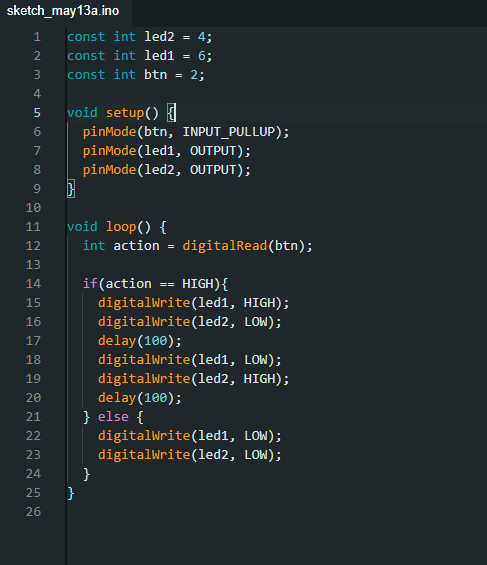 sketch_may13a.ino
1 const int led2 = 4;
2 const int led1 = 6;
3 const int btn = 2;
4
5 void setup() {
6   pinMode(btn, INPUT_PULLUP);
7   pinMode(led1, OUTPUT);
8   pinMode(led2, OUTPUT);
9 }
10
11 void loop() {
12   int action = digitalRead(btn);
13
14   if(action == HIGH){
15     digitalWrite(led1, HIGH);
16     digitalWrite(led2, LOW);
17     delay(100);
18     digitalWrite(led1, LOW);
19     digitalWrite(led2, HIGH);
20     delay(100);
21   } else {
22     digitalWrite(led1, LOW);
23     digitalWrite(led2, LOW);
24   }
25 }
26